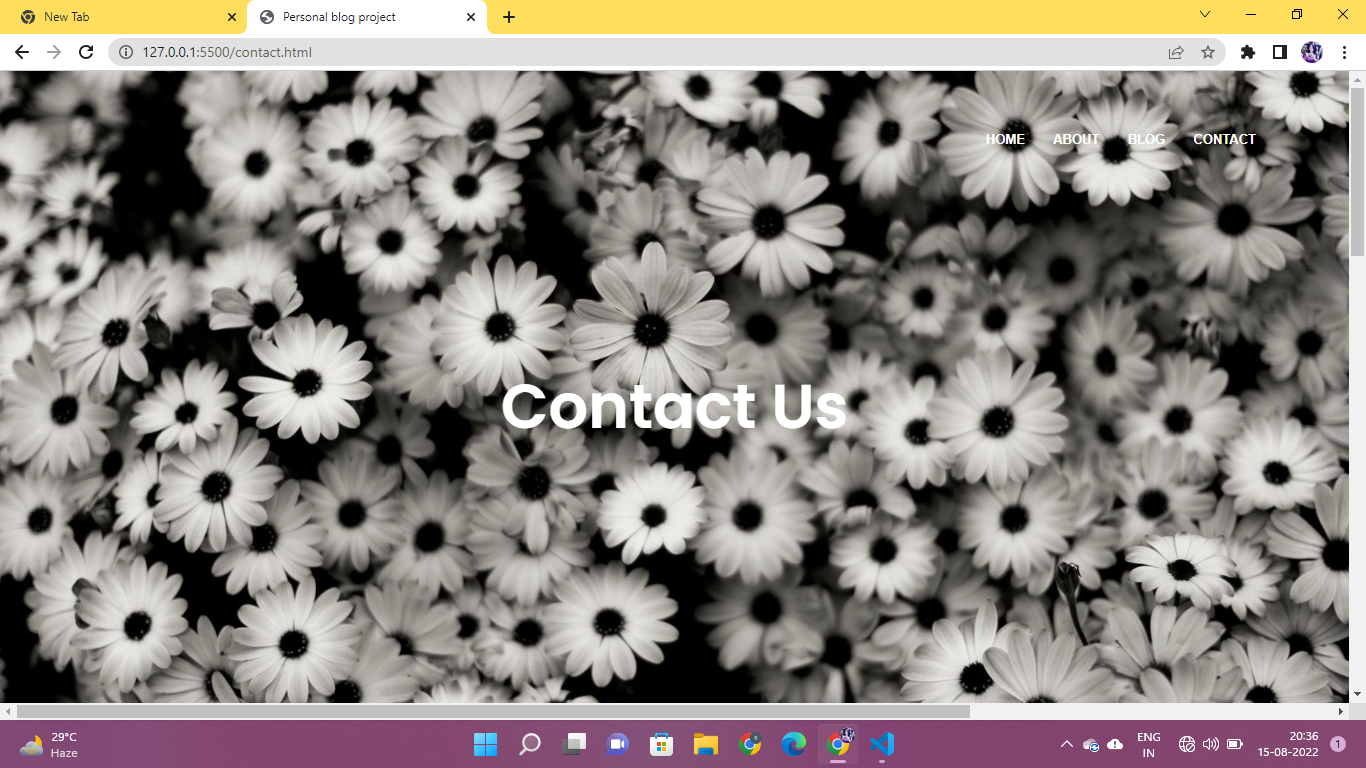 New Tab
Personal blog project
127.0.0.1:5500/contact.html
HOME ABOUT BLOG CONTACT
Contact Us
29°C
Haze
ENG
IN
20:36
15-08-2022
1